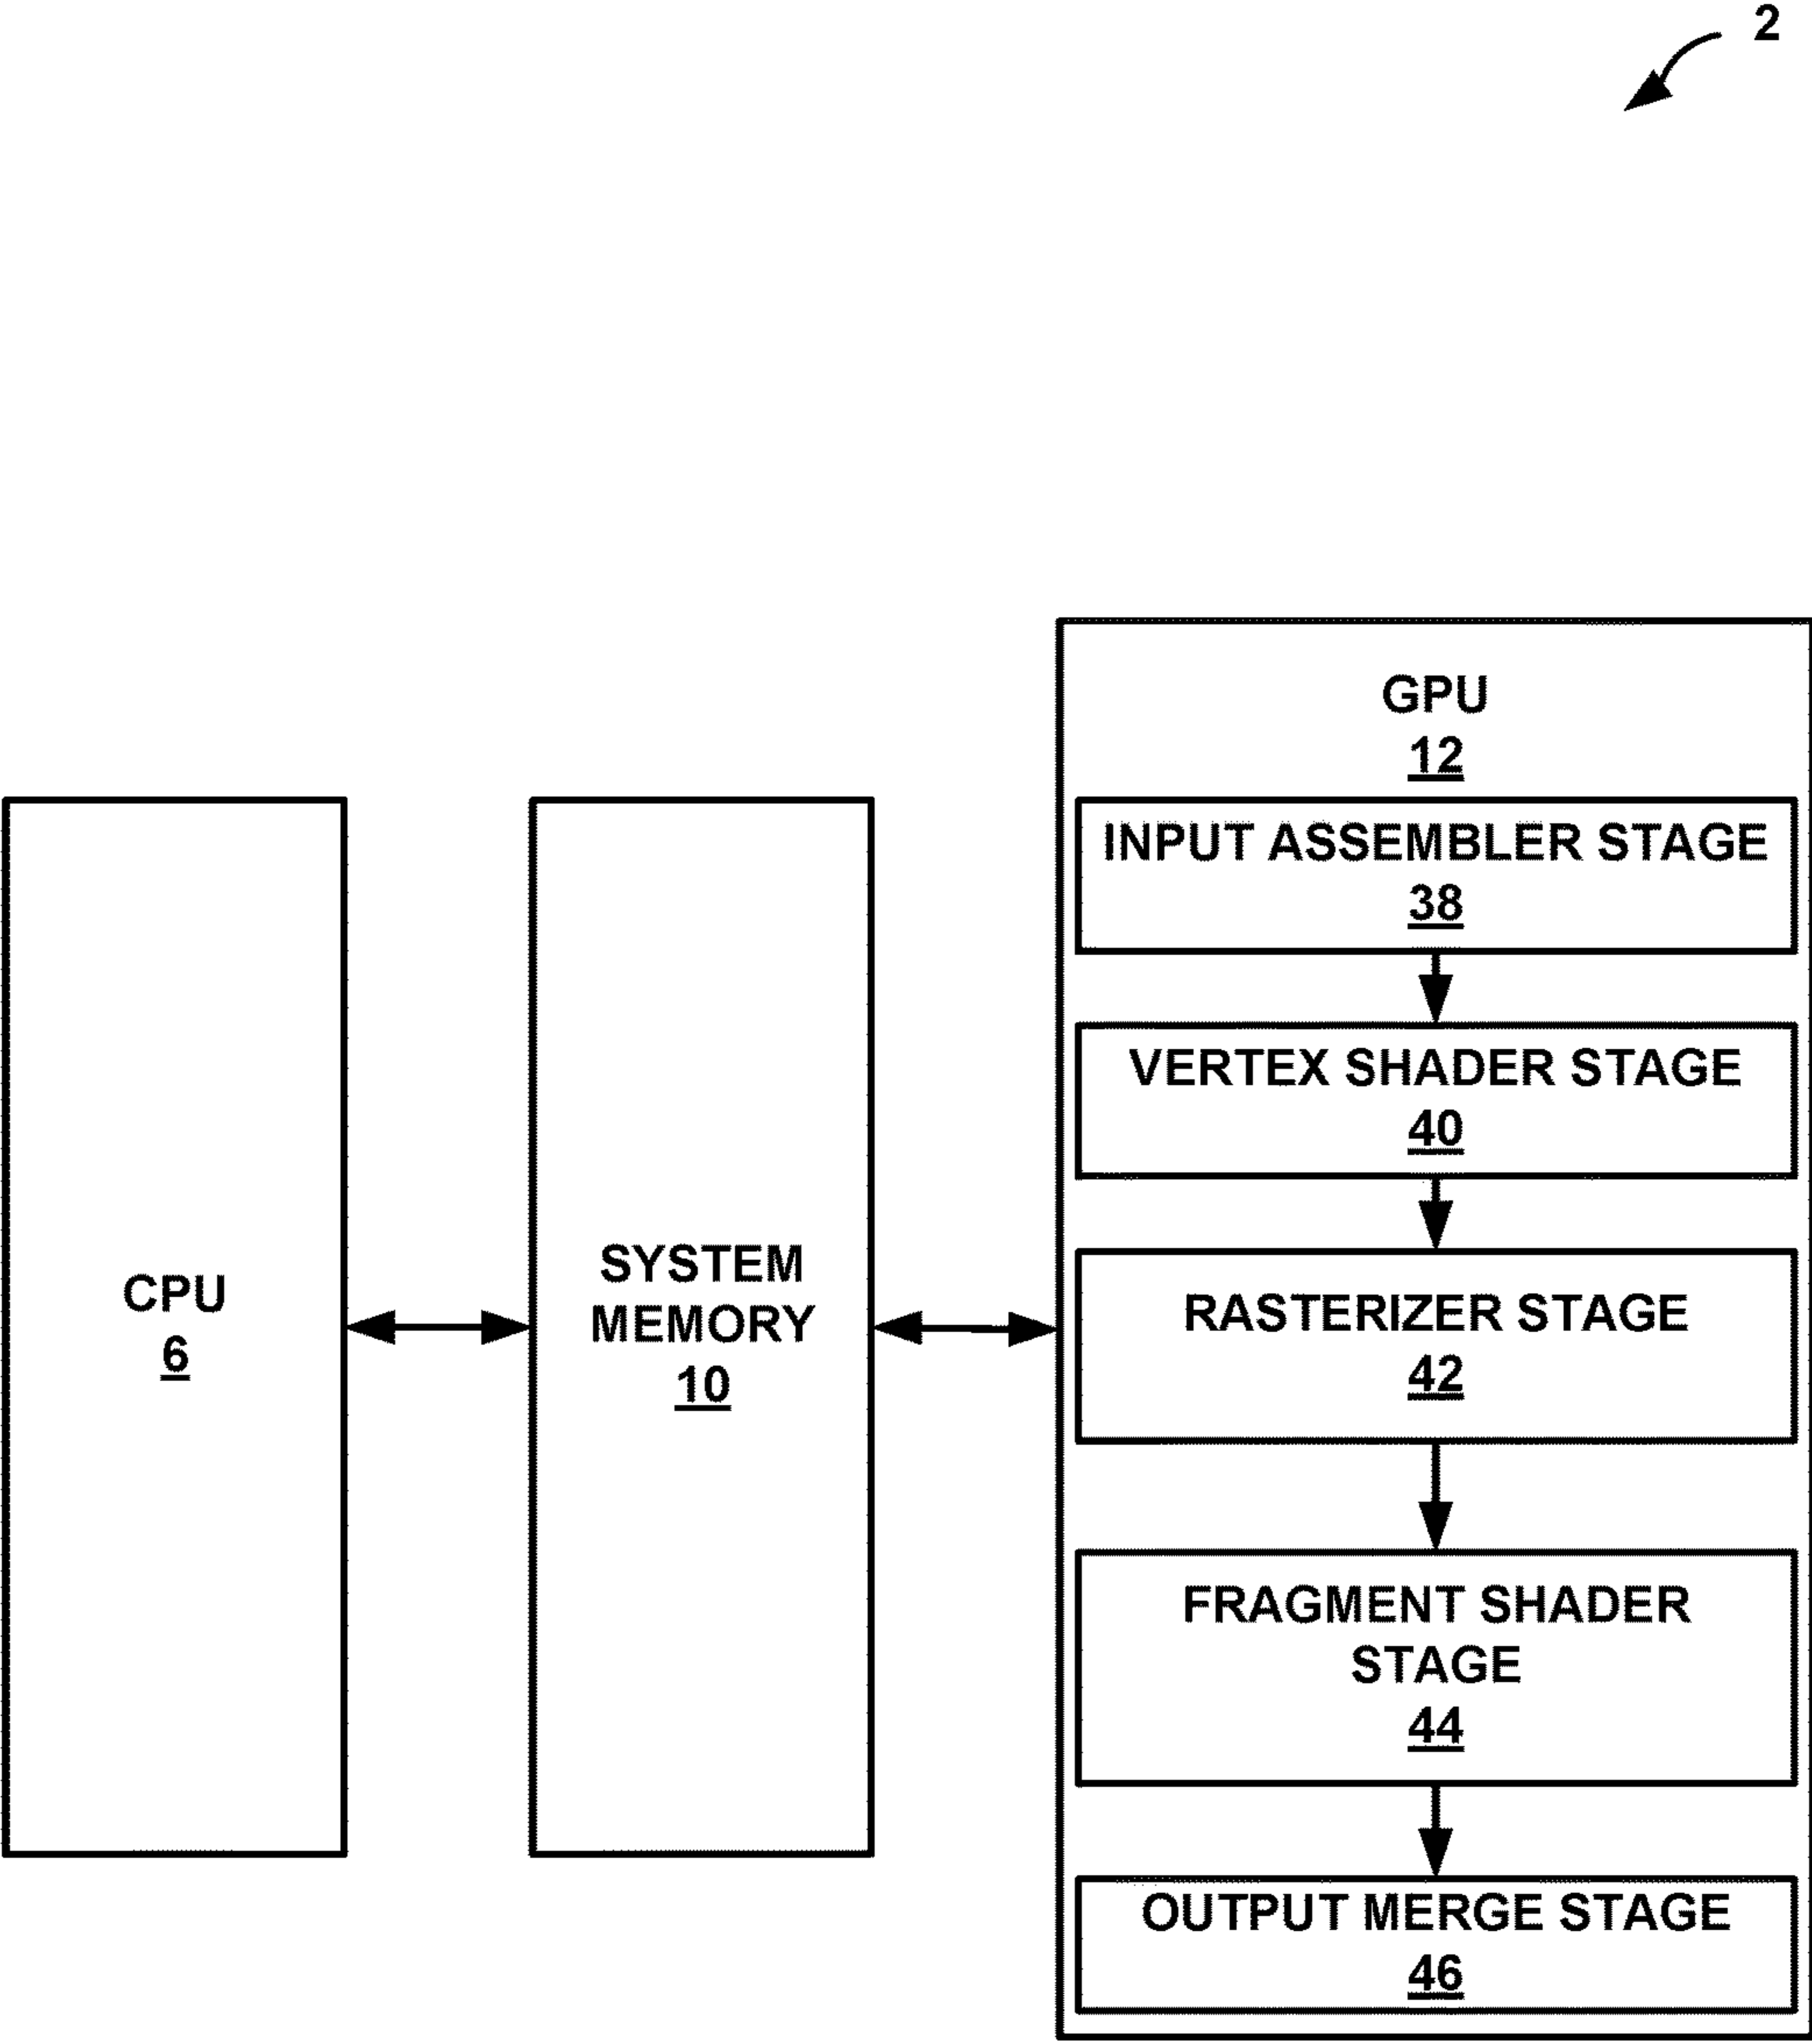 2
GPU
12
INPUT ASSEMBLER STAGE
38
VERTEX SHADER STAGE
40
CPU
6
SYSTEM
MEMORY
10
RASTERIZER STAGE
42
FRAGMENT SHADER
STAGE
44
OUTPUT MERGE STAGE
46